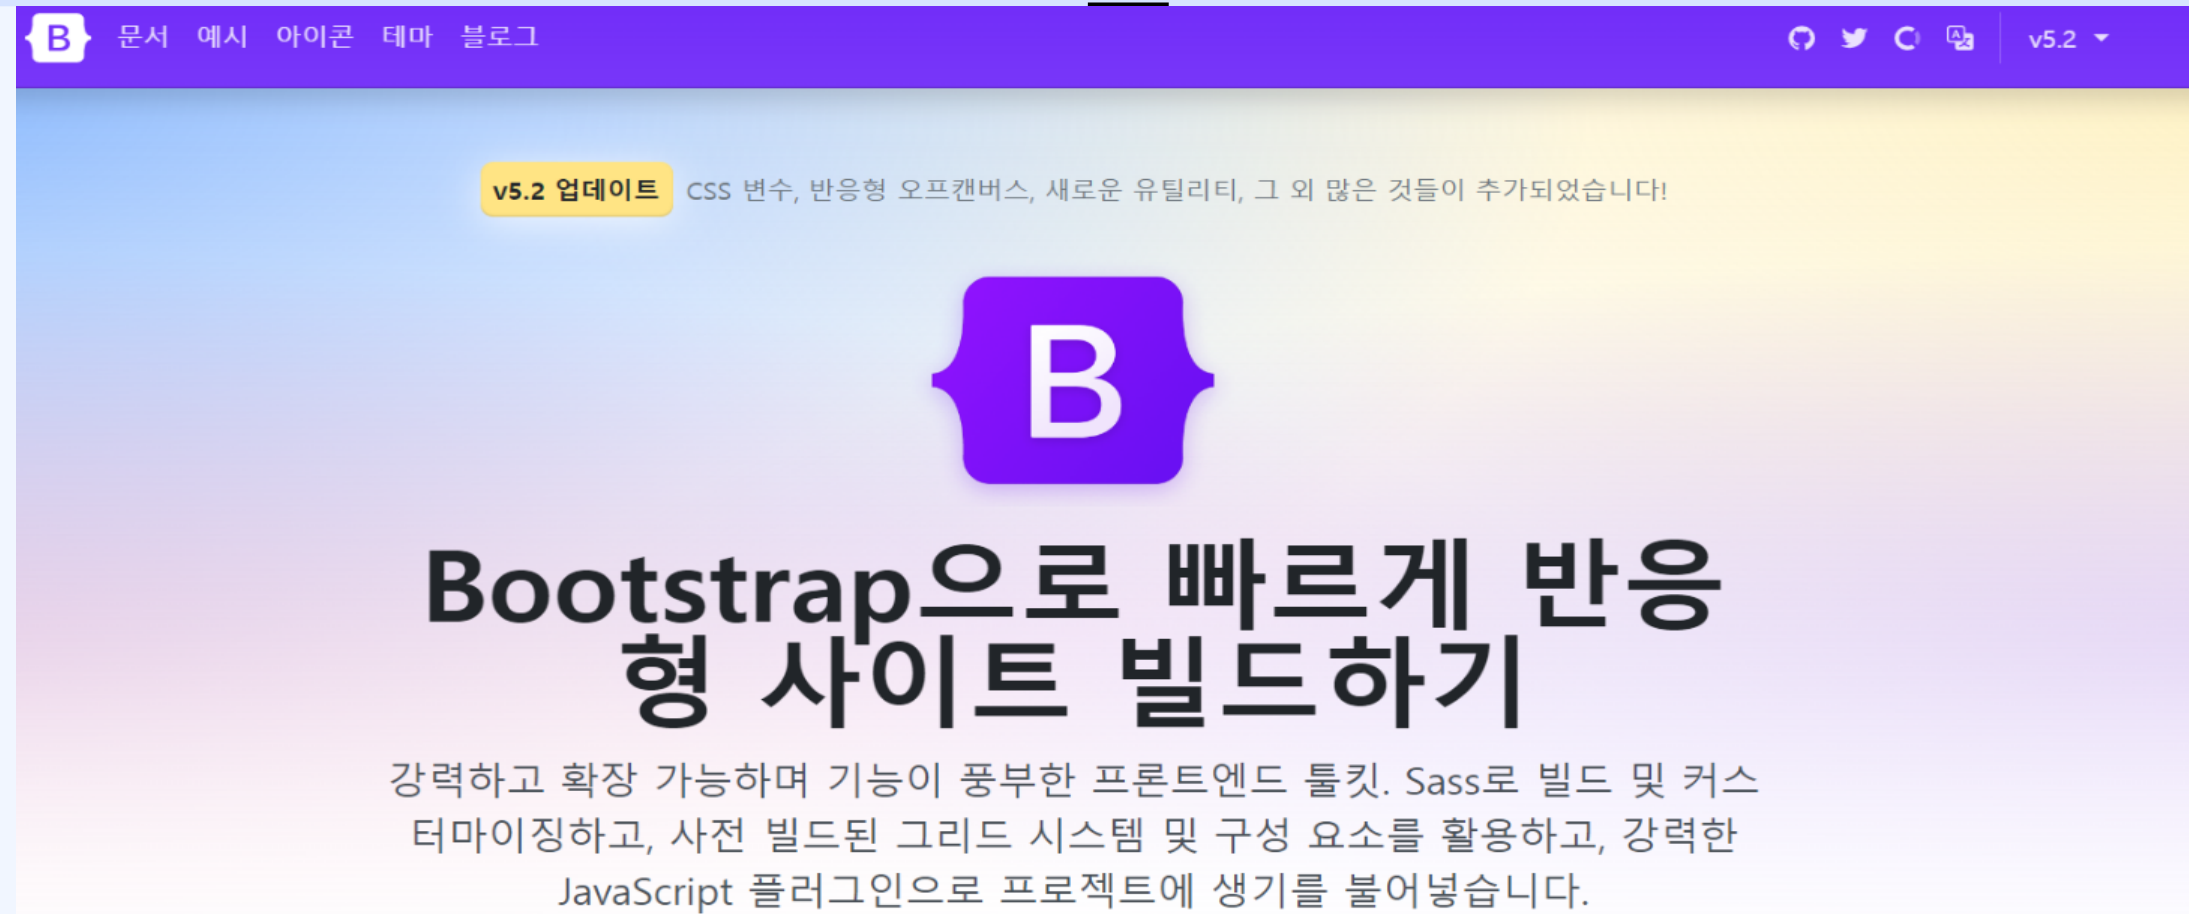 B 문서 예시 아이콘 테마 블로그 v5.2
v5.2 업데이트 CSS 변수, 반응형 오프캔버스, 새로운 유틸리티, 그 외 많은 것들이 추가되었습니다!
B
Bootstrap으로 빠르게 반응
형 사이트 빌드하기
강력하고 확장 가능하며 기능이 풍부한 프론트엔드 툴킷. Sass로 빌드 및 커스
터마이징하고, 사전 빌드된 그리드 시스템 및 구성 요소를 활용하고, 강력한
JavaScript 플러그인으로 프로젝트에 생기를 불어넣습니다.